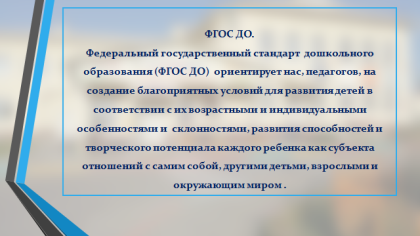 ФГОС ДО.
Федеральный государственный стандарт дошкольного
образования (ФГОС ДО) ориентирует нас, педагогов, на
создание благоприятных условий для развития детей в
соответствии с их возрастными и индивидуальными
особенностями и склонностями, развития способностей и
творческого потенциала каждого ребенка как субъекта
отношений с самим собой, другими детьми, взрослыми и
окружающим миром .